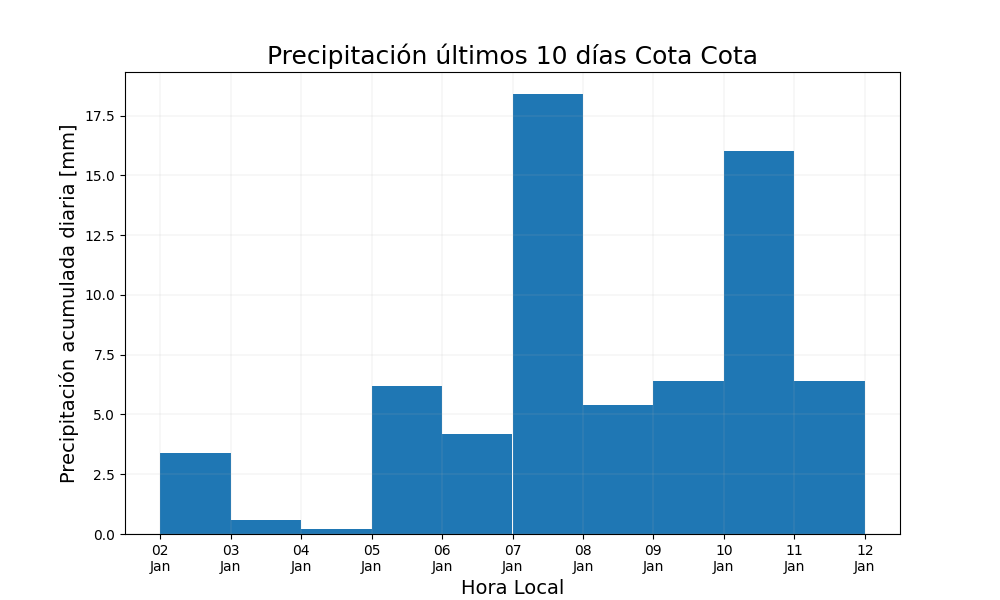 Precipitación últimos 10 días Cota Cota
Precipitación acumulada diaria [mm]
17.5
15.0
12.5
10.0
7.5
5.0
2.5
0.0
02 03 04 05 06 07 08 09 10 11 12
Jan Jan Jan Jan Jan Jan Jan Jan Jan Jan Jan
Hora Local